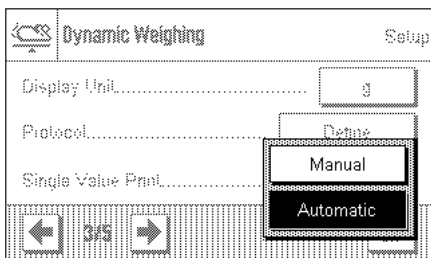 Dynamic Weighing
Setup
Display Unit
g
Protocol
Define
Single Value Print
Manual
Automatic
3/5